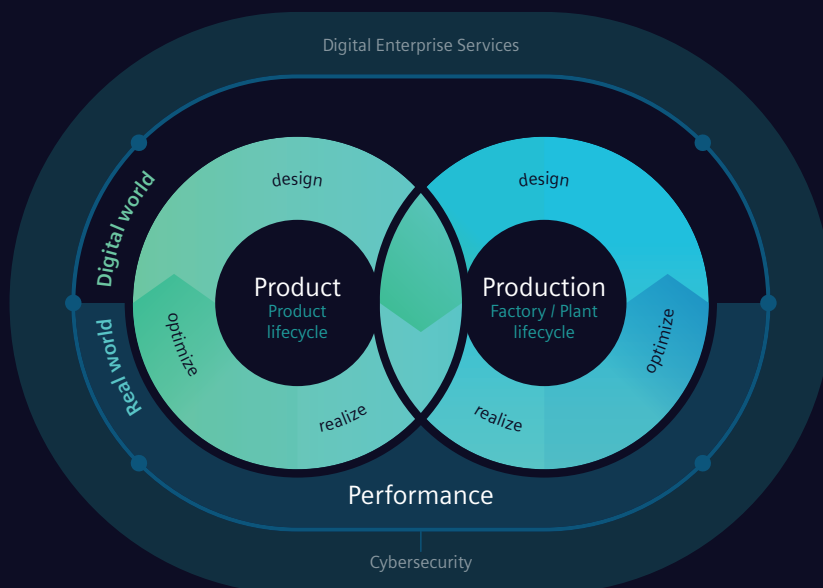 Digital Enterprise Services
design
design
Digital world
Product
Product
lifecycle
Production
Factory / Plant
lifecycle
optimize
optimize
Real world
realize
realize
Performance
Cybersecurity